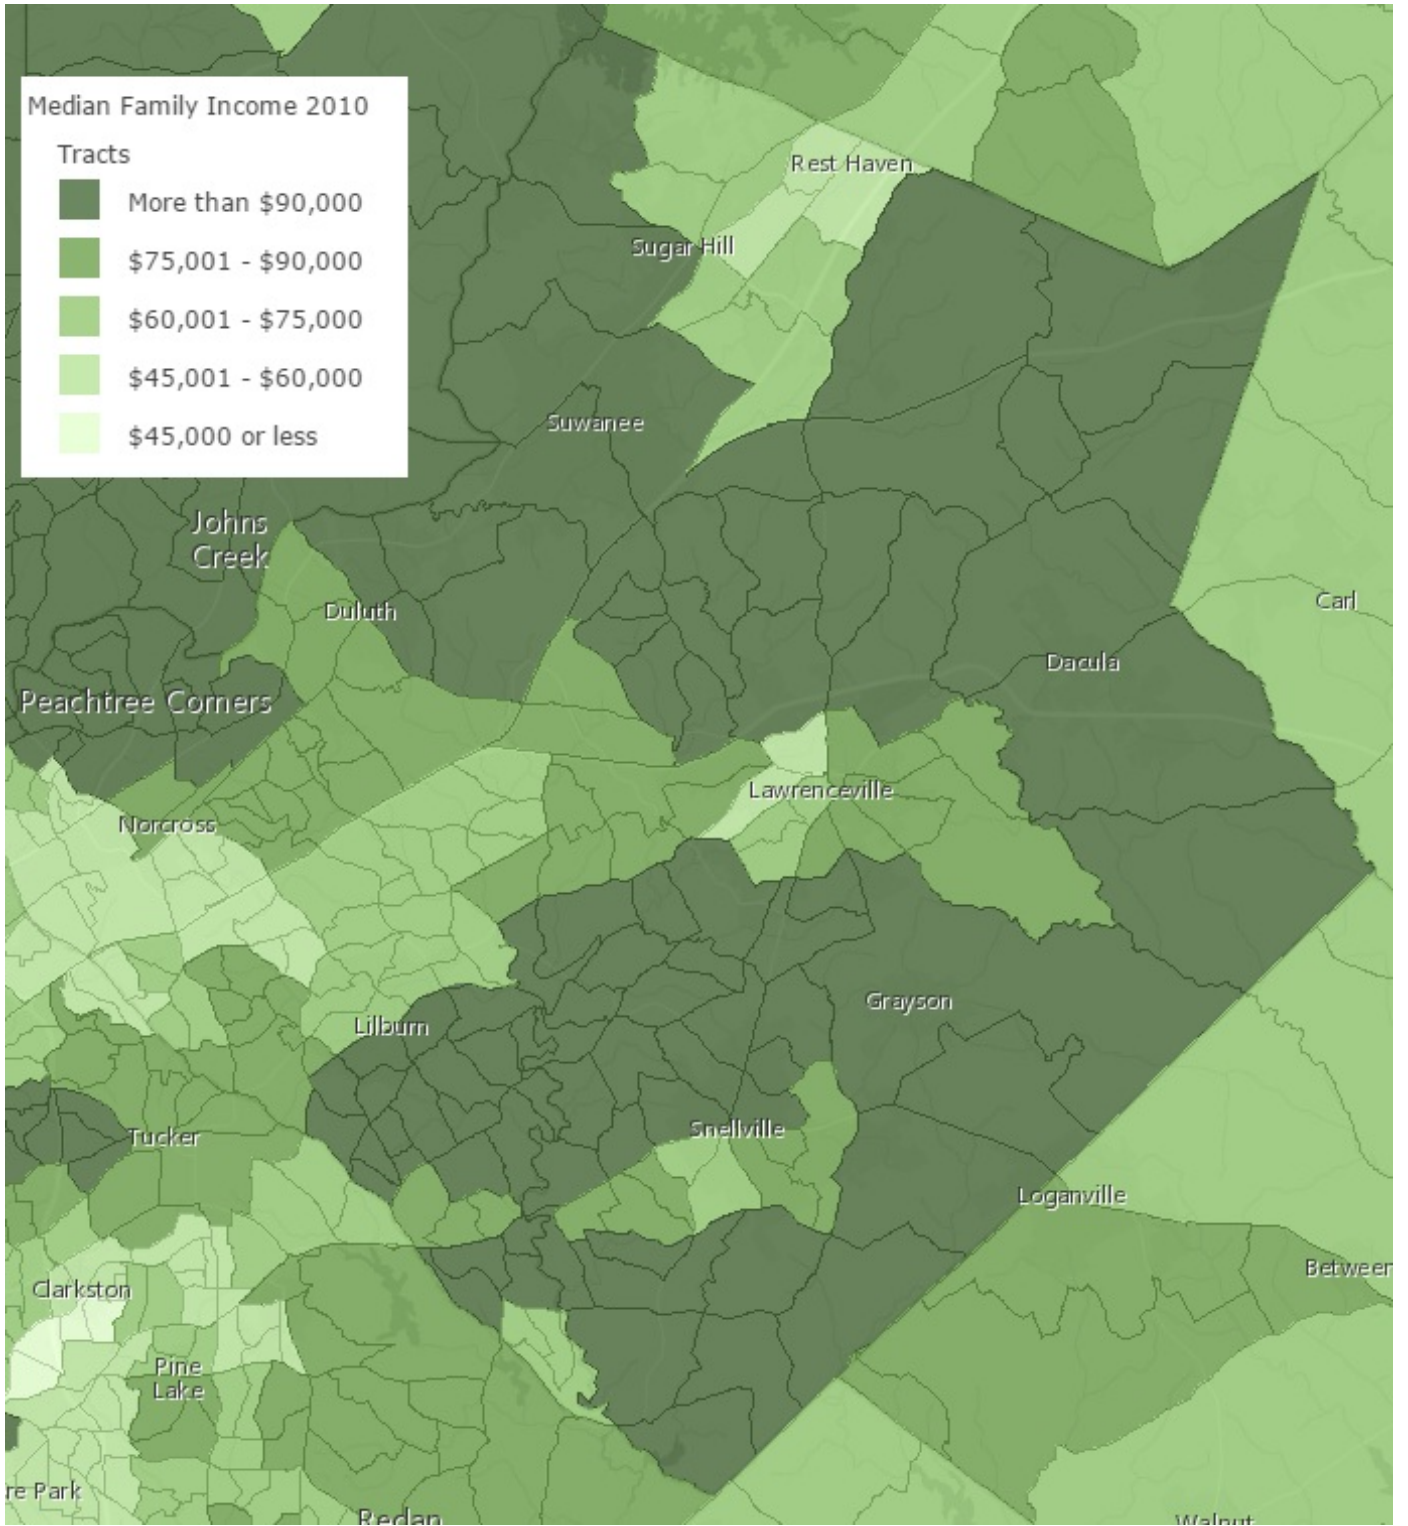 Median Family Income 2010
Tracts
More than $90,000
$75,001 - $90,000
$60,001 - $75,000
$45,001 - $60,000
$45,000 or less
Rest Haven
Sugar Hill
Suwanee
Johns
Creek
Duluth
Carl
Dacula
Peachtree Corners
Lawrenceville
Norcross
Grayson
Lilburn
Snellville
Tucker
Loganville
Between
Clarkston
Pine
Lake
re Park
Redan
Walnut